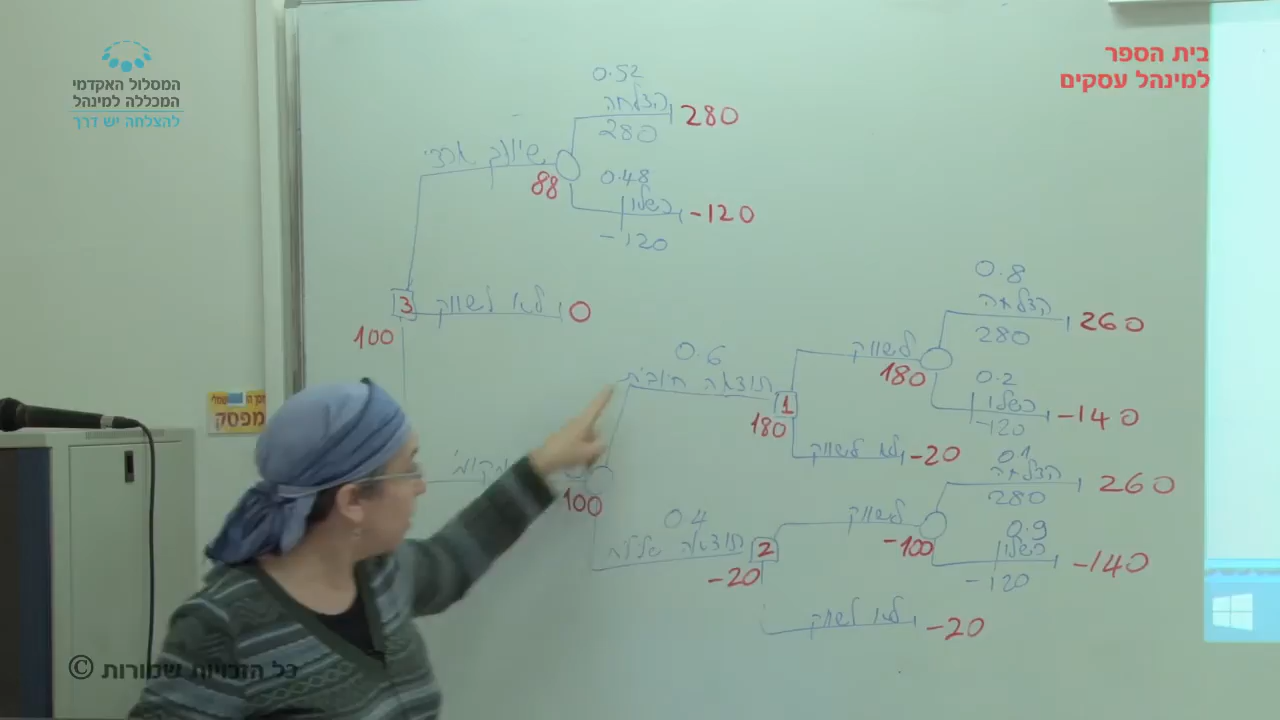 המסלול האקדמי
המכללה למינהל
להצלחה יש דרך
בית הספר
למינהל עסקים
0.52
הצלחה
280
280
שיווק ארצי
88
0.48
כשלון
-120
-120
3
לא לשווק
0
100
0.6
תוצאה חיובית
1
180
לשווק
180
0.8
הצלחה
280
260
0.2
כשלון
-120
-140
לא לשווק
-20
מקומי
100
0.4
תוצאה שלילית
2
-20
לשווק
-100
0.1
הצלחה
280
260
0.9
כשלון
-120
-140
לא לשווק
-20
מפסק
© כל הזכויות שמורות